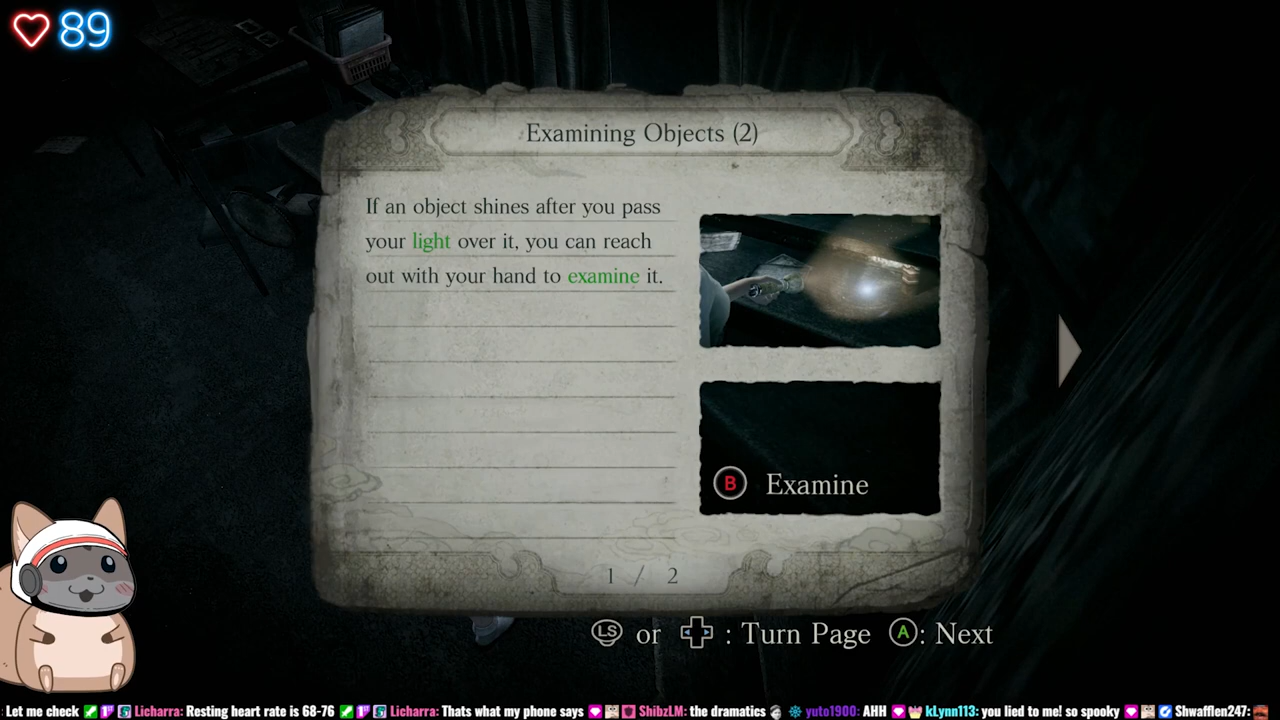 89
Examining Objects (2)
If an object shines after you pass
your light over it, you can reach
out with your hand to examine it.
B Examine
1 / 2
LS or : Turn Page A: Next
Let me check Licharra: Resting heart rate is 68-76 Licharra: Thats what my phone says ShibzLM: the dramatics yuto1900: AHH kLynn113: you lied to me! so spooky Shwafflen247: